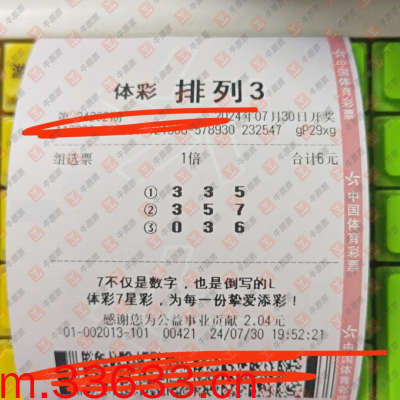 体彩 排列3
2024年07月30日开奖
578930 232547 gP29xg
组选票 1倍 合计6元
① 3 3 5
② 3 5 7
③ 0 3 6
7不仅是数字，也是倒写的L
体彩7星彩，为每一份挚爱添彩！
感谢您为公益事业贡献 2.04元
01-002013-101 00421 24/07/30 19:52:21
中国体育彩票
m.33633.cn